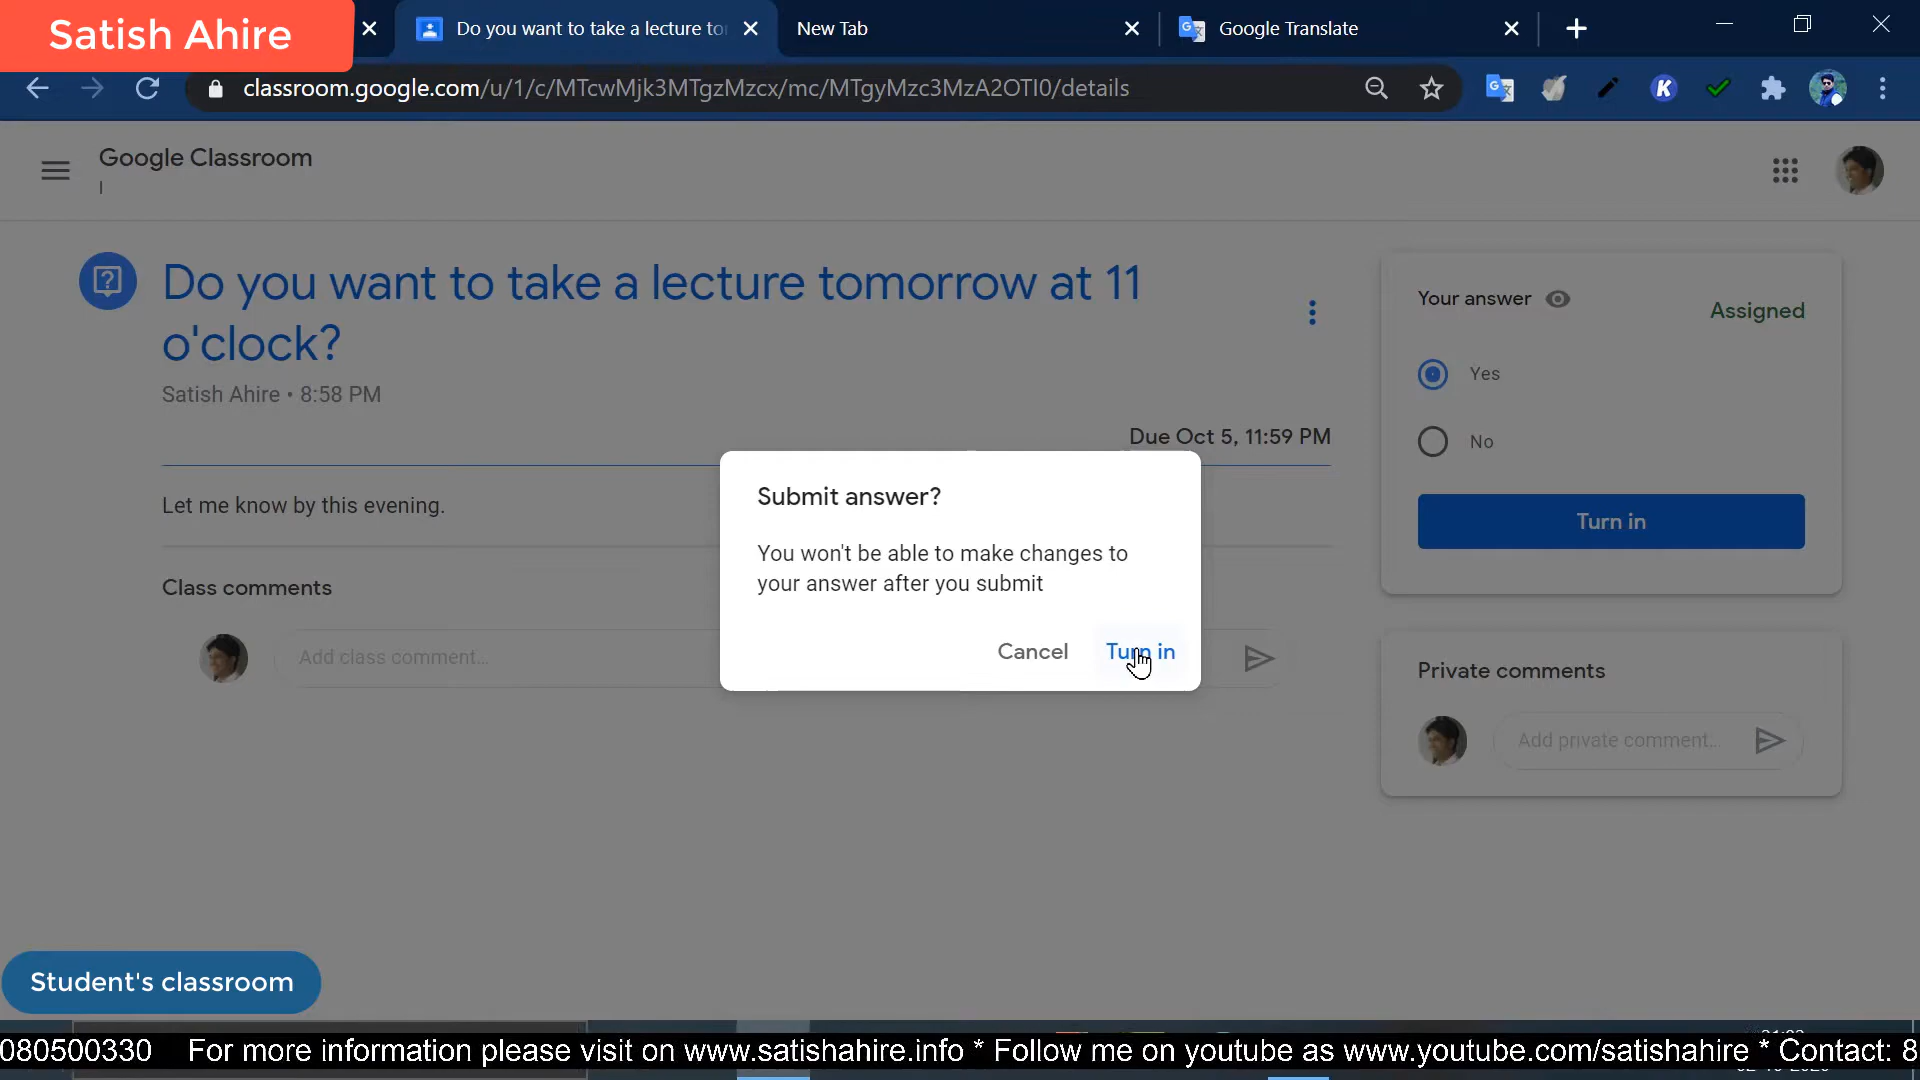 Satish Ahire
Do you want to take a lecture to
New Tab
Google Translate
classroom.google.com/u/1/c/MTcwMjk3MTgzMzcx/mc/MTgyMzc3MzA2OTI0/details
Google Classroom
Do you want to take a lecture tomorrow at 11
o'clock?
Satish Ahire • 8:58 PM
Due Oct 5, 11:59 PM
Let me know by this evening.
Class comments
Add class comment...
Your answer
Assigned
Yes
No
Turn in
Private comments
Add private comment...
Submit answer?
You won't be able to make changes to
your answer after you submit
Cancel
Turn in
Student's classroom
080500330 For more information please visit on www.satishahire.info * Follow me on youtube as www.youtube.com/satishahire * Contact: 8